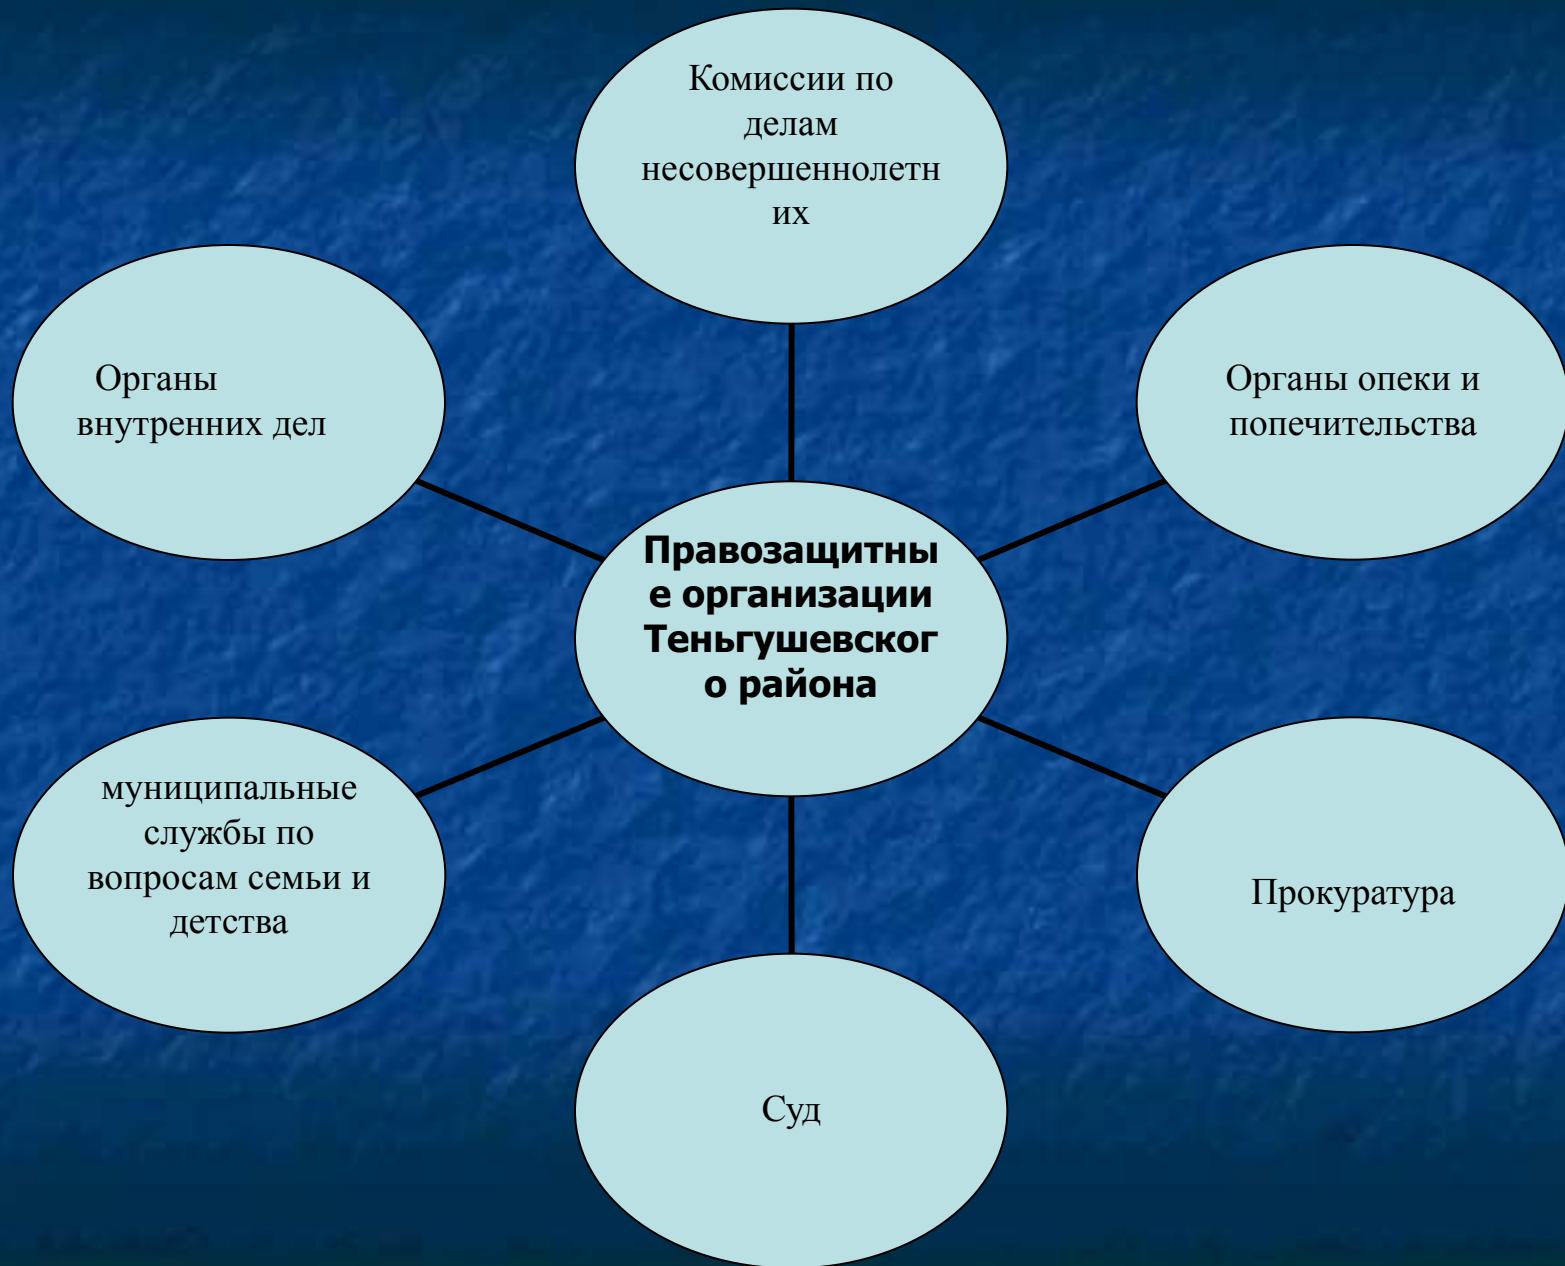 Комиссии по
делам
несовершеннолетн
их
Органы
внутренних дел
Органы опеки и
попечительства
Правозащитны
е организации
Теньгушевског
о района
муниципальные
службы по
вопросам семьи и
детства
Прокуратура
Суд